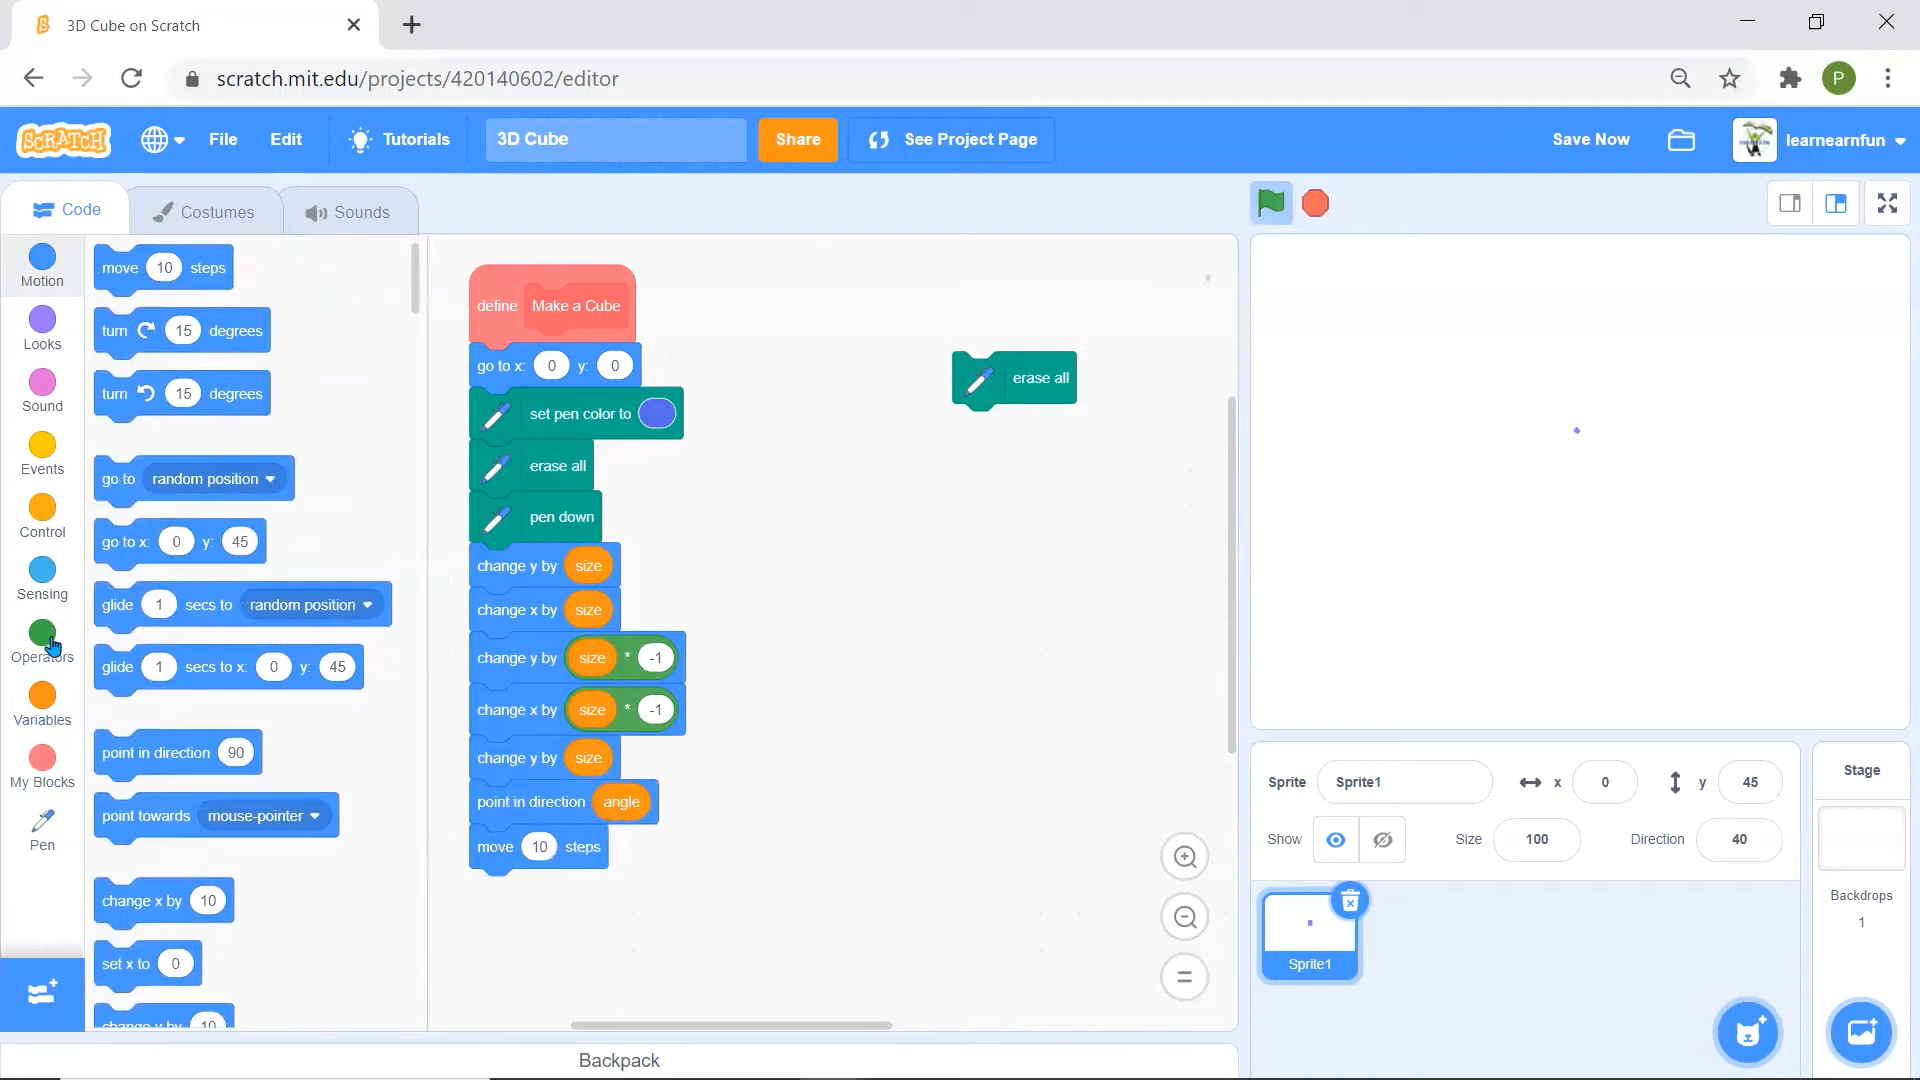 3D Cube on Scratch
scratch.mit.edu/projects/420140602/editor
P
SCRATCH
File
Edit
Tutorials
3D Cube
Share
See Project Page
Save Now
learnearnfun
Code
Costumes
Sounds
Motion
Looks
Sound
Events
Control
Sensing
Operators
Variables
My Blocks
Pen
move 10 steps
turn 15 degrees
turn 15 degrees
go to random position
go to x: 0 y: 45
glide 1 secs to random position
glide 1 secs to x: 0 y: 45
point in direction 90
point towards mouse-pointer
change x by 10
set x to 0
change y by 10
define Make a Cube
go to x: 0 y: 0
set pen color to
erase all
pen down
change y by size
change x by size
change y by size * -1
change x by size * -1
change y by size
point in direction angle
move 10 steps
erase all
Backpack
Sprite Sprite1 x 0 y 45
Show Size 100 Direction 40
Sprite1
Stage
Backdrops
1